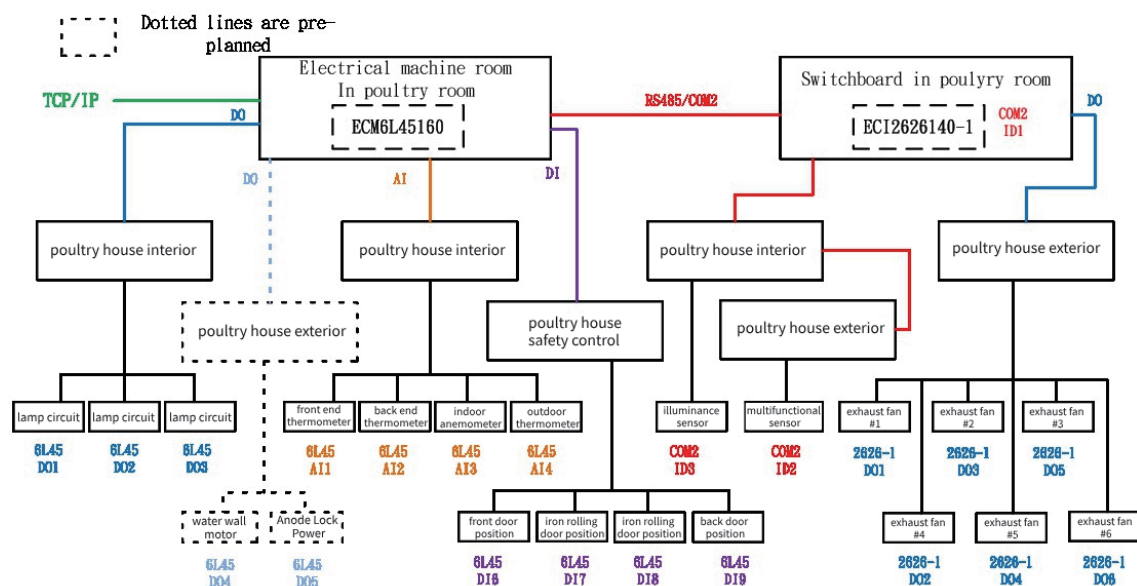 Dotted lines are pre-
planned
Electrical machine room
In poultry room
ECM6L45160
Switchboard in poulyry room
ECI2626140-1
COM2
ID1
TCP/IP
DO
RS485/COM2
DO
DO
AI
DI
poultry house interior
poultry house interior
poultry house interior
poultry house exterior
poultry house exterior
poultry house
safety control
poultry house exterior
lamp circuit
lamp circuit
lamp circuit
front end
thermometer
back end
thermometer
indoor
anemometer
outdoor
thermometer
illuminance
sensor
multifunctional
sensor
exhaust fan
#1
exhaust fan
#2
exhaust fan
#3
6L45
DO1
6L45
DO2
6L45
DO3
6L45
AI1
6L45
AI2
6L45
AI3
6L45
AI4
COM2
ID3
COM2
ID2
2626-1
DO1
2626-1
DO3
2626-1
DO5
water wall
motor
Anode Lock
Power
front door
position
iron rolling
door position
iron rolling
door position
back door
position
exhaust fan
#4
exhaust fan
#5
exhaust fan
#6
6L45
DO4
6L45
DO5
6L45
DI6
6L45
DI7
6L45
DI8
6L45
DI9
2626-1
DO2
2626-1
DO4
2626-1
DO6